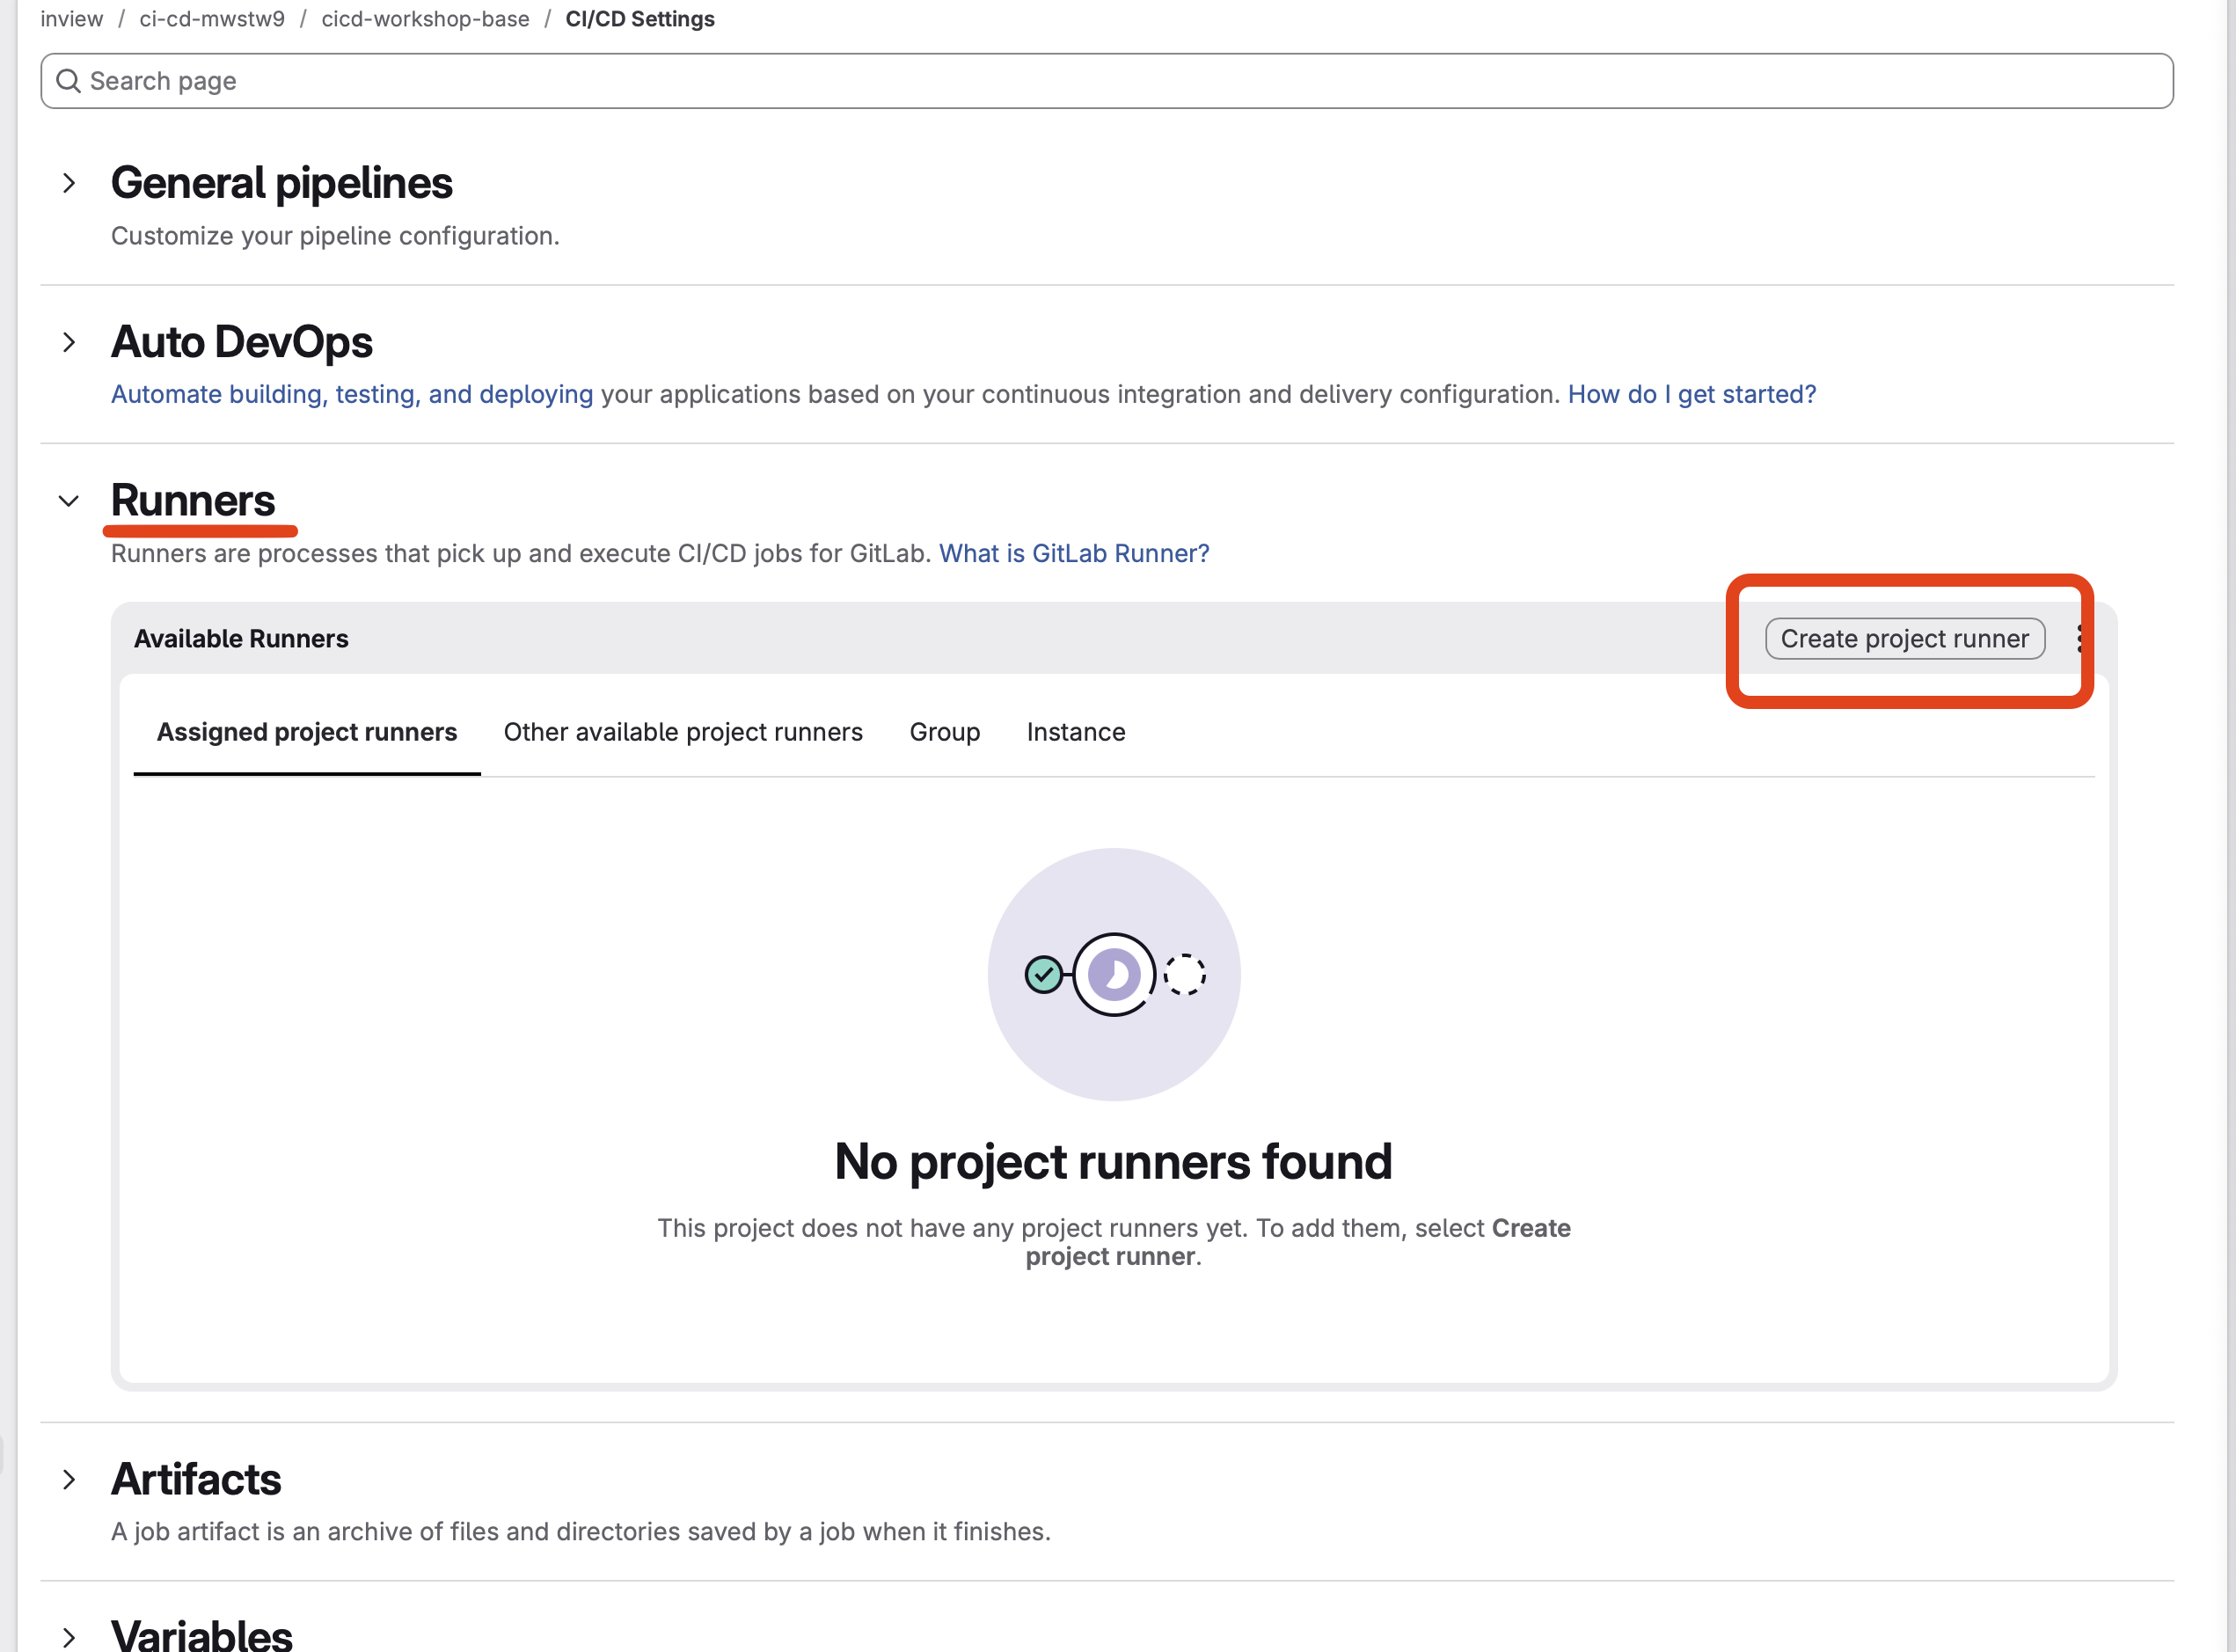 inview / ci-cd-mwstw9 / cicd-workshop-base / CI/CD Settings
Search page
General pipelines
Customize your pipeline configuration.
Auto DevOps
Automate building, testing, and deploying your applications based on your continuous integration and delivery configuration. How do I get started?
Runners
Runners are processes that pick up and execute CI/CD jobs for GitLab. What is GitLab Runner?
Available Runners
Create project runner
Assigned project runners Other available project runners Group Instance
No project runners found
This project does not have any project runners yet. To add them, select Create
project runner.
Artifacts
A job artifact is an archive of files and directories saved by a job when it finishes.
Variables